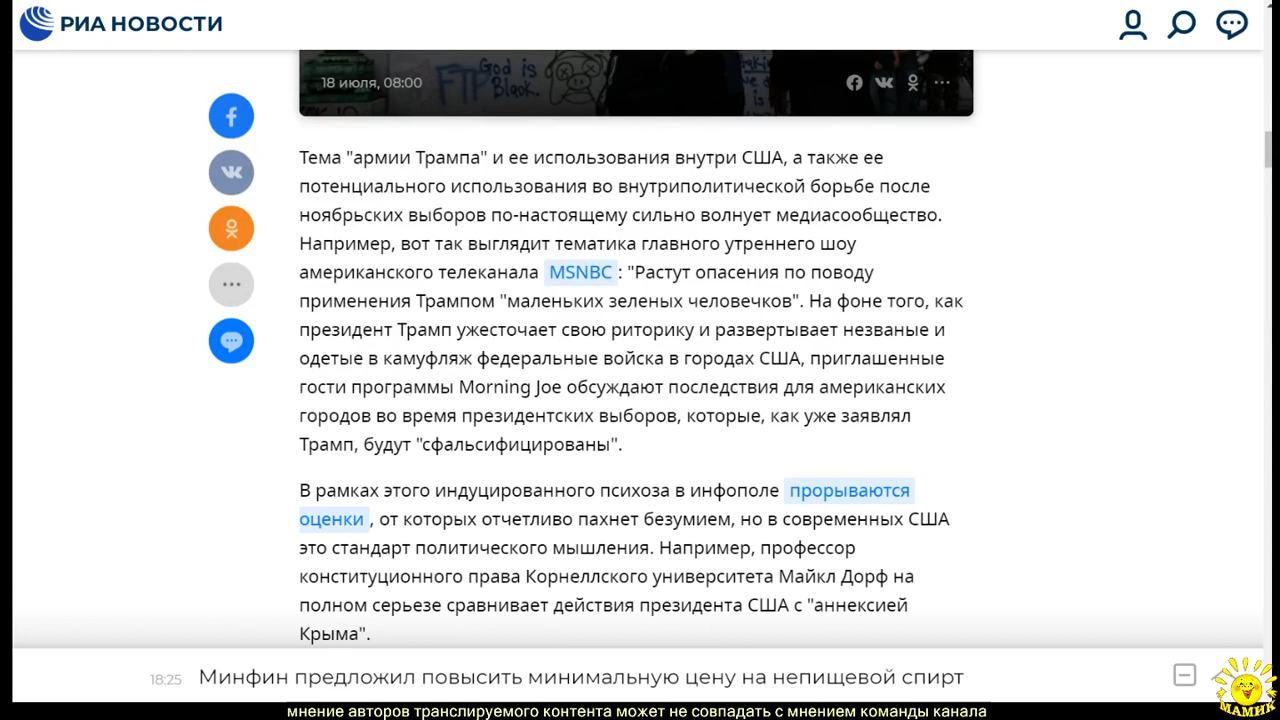 РИА НОВОСТИ
God is
FTP
Blaqk.
18 июля, 08:00
Тема "армии Трампа" и ее использования внутри США, а также ее
потенциального использования во внутриполитической борьбе после
ноябрьских выборов по-настоящему сильно волнует медиасообщество.
Например, вот так выглядит тематика главного утреннего шоу
американского телеканала MSNBC : "Растут опасения по поводу
применения Трампом "маленьких зеленых человечков". На фоне того, как
президент Трамп ужесточает свою риторику и развертывает незваные и
одетые в камуфляж федеральные войска в городах США, приглашенные
гости программы Morning Joe обсуждают последствия для американских
городов во время президентских выборов, которые, как уже заявлял
Трамп, будут "сфальсифицированы".
В рамках этого индуцированного психоза в инфополе прорываются
оценки , от которых отчетливо пахнет безумием, но в современных США
это стандарт политического мышления. Например, профессор
конституционного права Корнеллского университета Майкл Дорф на
полном серьезе сравнивает действия президента США с "аннексией
Крыма".
18:25 Минфин предложил повысить минимальную цену на непищевой спирт
МАМИК
мнение авторов транслируемого контента может не совпадать с мнением команды канала